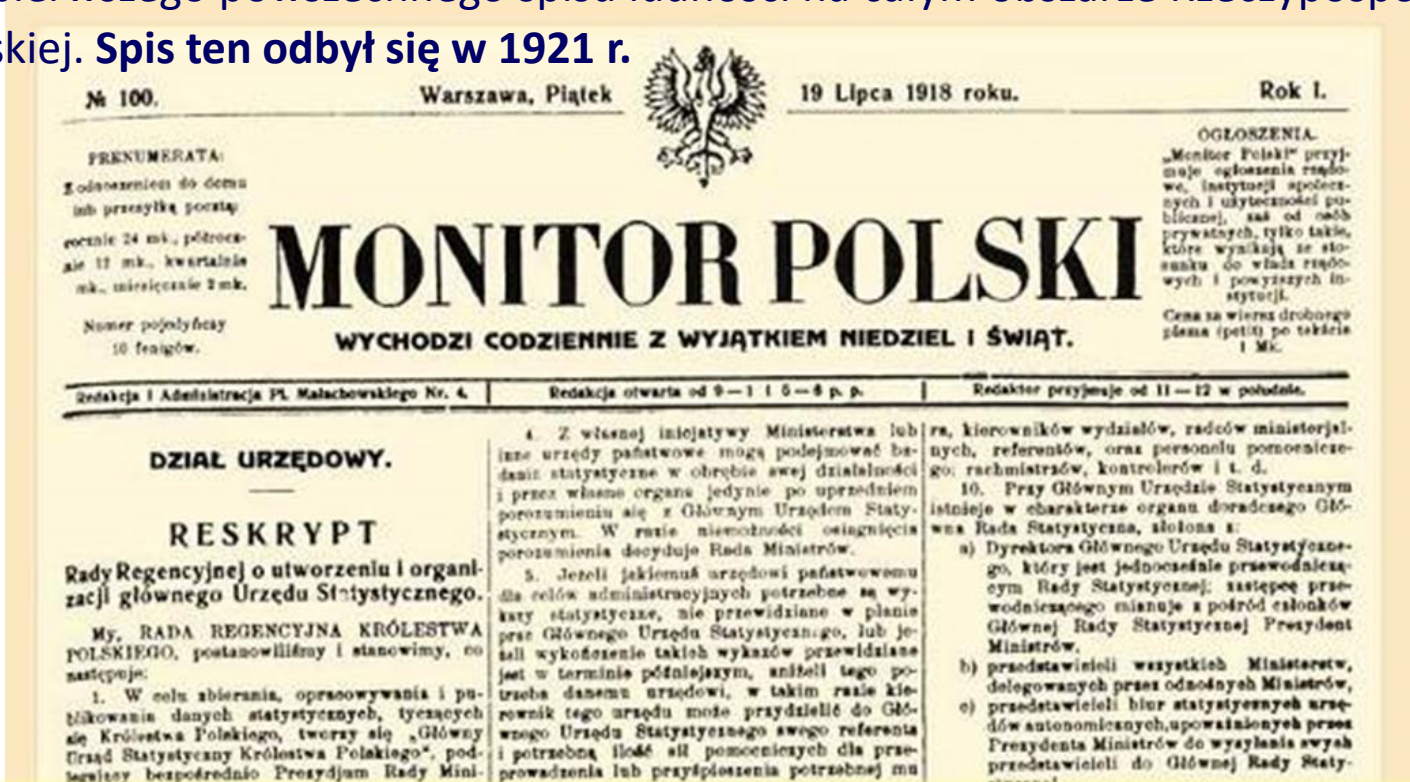 pierwszego powszechnego spisu ludności na całym obszarze Rzeczypospo
skiej. Spis ten odbył się w 1921 r.
№ 100.
Warszawa, Piątek
19 Lipca 1918 roku.
Rok I.
PRENUMERATA:
Z odnoszeniem do domu
lub przesyłką pocztą:
rocznie 24 mk., półrocz-
nie 12 mk., kwartalnie
mk., miesięcznie 2 mk.
Numer pojedyńczy
10 fenigów.
MONITOR POLSKI
WYCHODZI CODZIENNIE Z WYJĄTKIEM NIEDZIEL I ŚWIĄT.
OGŁOSZENIA.
„Monitor Polski" przyj-
muje ogłoszenia rządo-
we, instytucji społecz-
nych i użyteczności pu-
blicznej, zaś od osób
prywatnych, tylko takie,
które wynikają ze sto-
sunku do władz rządo-
wych i powyższych in-
stytucji.
Cena za wiersz drobnego
pisma (petit) po tekście
1 Mk.
Redakcja i Administracja Pl. Małachowskiego Nr. 4.
Redakcja otwarta od 9—1 i 5—6 p. p.
Redaktor przyjmuje od 11—12 w południe.
DZIAŁ URZĘDOWY.
RESKRYPT
Rady Regencyjnej o utworzeniu i organi-
zacji głównego Urzędu Statystycznego.
My, RADA REGENCYJNA KRÓLESTWA
POLSKIEGO, postanowiliśmy i stanowimy, co
następuje:
1. W celu zbierania, opracowywania i pu-
blikowania danych statystycznych, tyczących
się Królestwa Polskiego, tworzy się „Główny
Urząd Statystyczny Królestwa Polskiego", pod-
legający bezpośrednio Prezydjum Rady Mini-
4. Z własnej inicjatywy Ministerstwa lub
inne urzędy państwowe mogą podejmować ba-
dania statystyczne w obrębie swej działalności
i przez własne organa jedynie po uprzedniem
porozumieniu się z Głównym Urzędem Staty-
stycznym. W razie niemożności osiągnięcia
porozumienia decyduje Rada Ministrów.
5. Jeżeli jakiemuś urzędowi państwowemu
dla celów administracyjnych potrzebne są wy-
kazy statystyczne, nie przewidziane w planie
prac Głównego Urzędu Statystycznego, lub je-
żeli wykończenie takich wykazów przewidziane
jest w terminie późniejszym, aniżeli tego po-
trzeba danemu urzędowi, w takim razie kie-
rownik tego urzędu może przydzielić do Głó-
wnego Urzędu Statystycznego swego referenta
i potrzebną ilość sił pomocniczych dla prze-
prowadzenia lub przyśpieszenia potrzebnej mu
ra, kierowników wydziałów, radców ministerjal-
nych, referentów, oraz personelu pomocnicze-
go: rachmistrzów, kontrolerów i t. d.
10. Przy Głównym Urzędzie Statystycznym
istnieje w charakterze organu doradczego Głó-
wna Rada Statystyczna, złożona z:
a) Dyrektora Głównego Urzędu Statystyczne-
go, który jest jednocześnie przewodniczą-
cym Rady Statystycznej; zastępcę prze-
wodniczącego mianuje z pośród członków
Głównej Rady Statystycznej Prezydent
Ministrów,
b) przedstawicieli wszystkich Ministerstw,
delegowanych przez odnośnych Ministrów,
c) przedstawicieli biur statystycznych urzę-
dów autonomicznych, upoważnionych przez
Prezydenta Ministrów do wysyłania swych
przedstawicieli do Głównej Rady Staty-